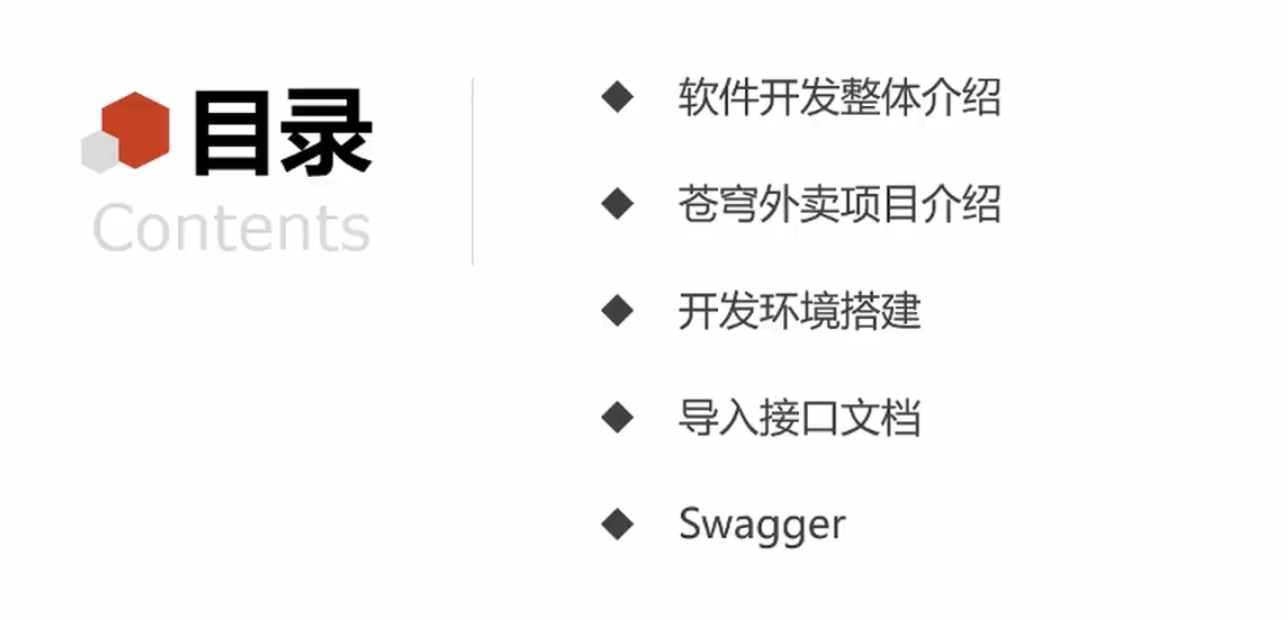 目录
Contents
软件开发整体介绍
苍穹外卖项目介绍
开发环境搭建
导入接口文档
Swagger